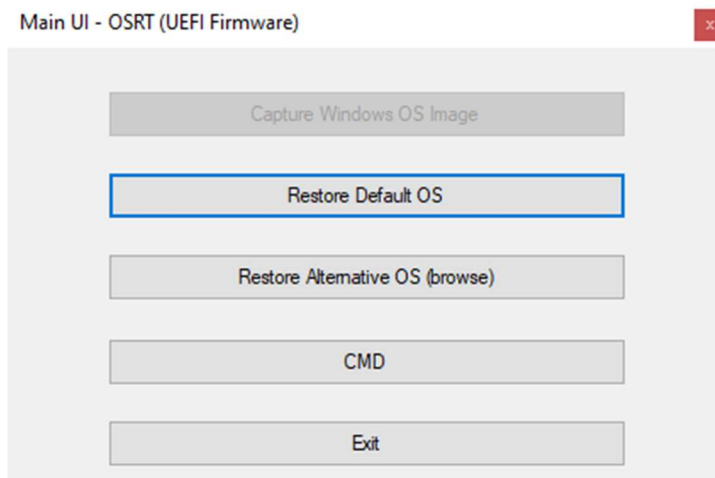 Main UI - OSRT (UEFI Firmware)
x
Capture Windows OS Image
Restore Default OS
Restore Alternative OS (browse)
CMD
Exit